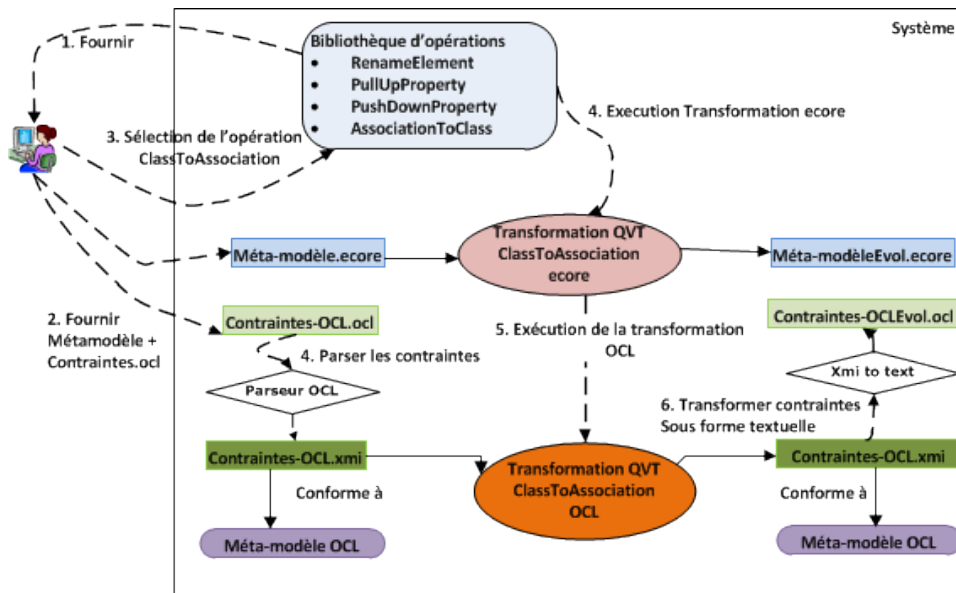 1. Fournir
Système
Bibliothèque d'opérations
• RenameElement
• PullUpProperty
• PushDownProperty
• AssociationToClass
4. Execution Transformation ecore
3. Sélection de l'opération
ClassToAssociation
Transformation QVT
ClassToAssociation
ecore
Méta-modèle.ecore
Méta-modèleEvol.ecore
2. Fournir
Métamodèle +
Contraintes.ocl
Contraintes-OCL.ocl
Contraintes-OCLEvol.ocl
5. Exécution de la transformation
OCL
4. Parser les contraintes
Parseur OCL
Xmi to text
6. Transformer contraintes
Sous forme textuelle
Contraintes-OCL.xmi
Transformation QVT
ClassToAssociation
OCL
Contraintes-OCL.xmi
Conforme à
Conforme à
Méta-modèle OCL
Méta-modèle OCL